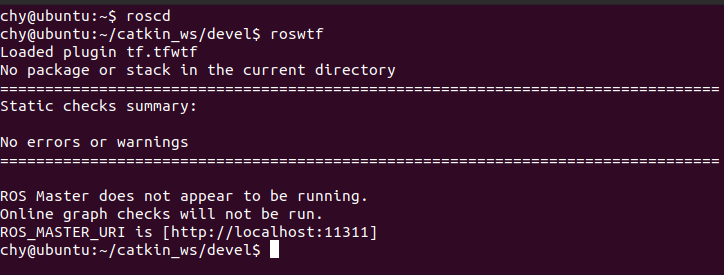 chy@ubuntu:~$ roscd
chy@ubuntu:~/catkin_ws/devel$ roswtf
Loaded plugin tf.tfwtf
No package or stack in the current directory
================================================================================
Static checks summary:
No errors or warnings
================================================================================
ROS Master does not appear to be running.
Online graph checks will not be run.
ROS_MASTER_URI is [http://localhost:11311]
chy@ubuntu:~/catkin_ws/devel$